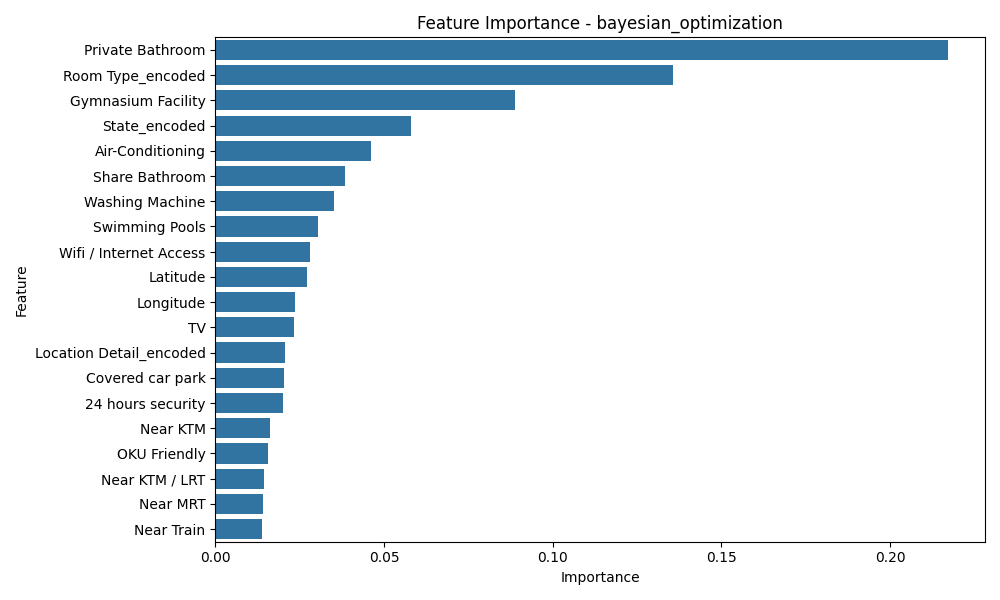 Feature Importance - bayesian_optimization
Feature
Private Bathroom
Room Type_encoded
Gymnasium Facility
State_encoded
Air-Conditioning
Share Bathroom
Washing Machine
Swimming Pools
Wifi / Internet Access
Latitude
Longitude
TV
Location Detail_encoded
Covered car park
24 hours security
Near KTM
OKU Friendly
Near KTM / LRT
Near MRT
Near Train
0.00 0.05 0.10 0.15 0.20
Importance